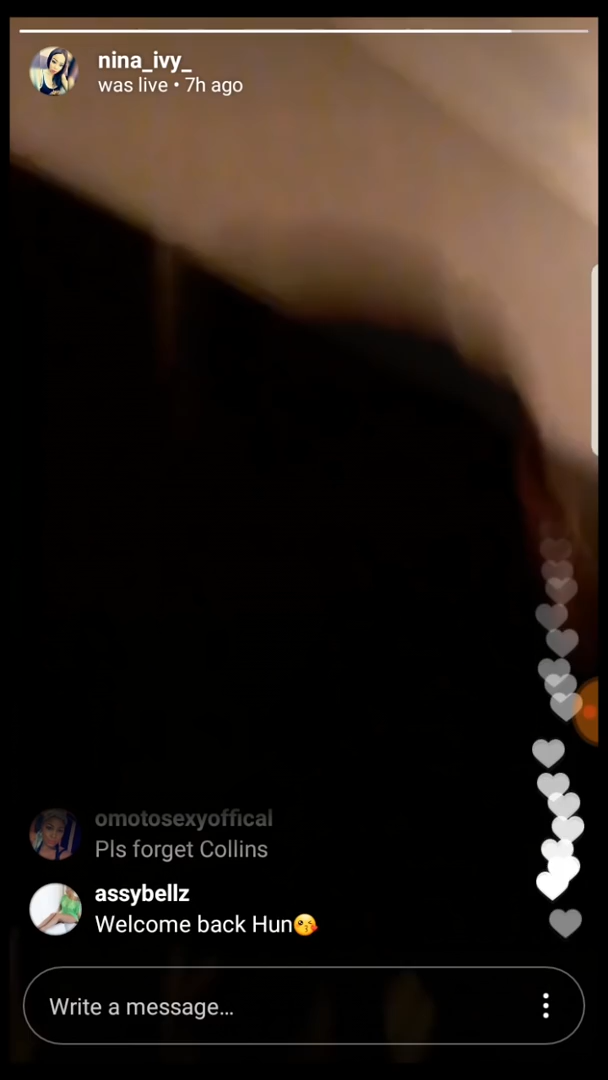 nina_ivy_
was live • 7h ago
omotosexyoffical
Pls forget Collins
assybellz
Welcome back Hun😘
Write a message...